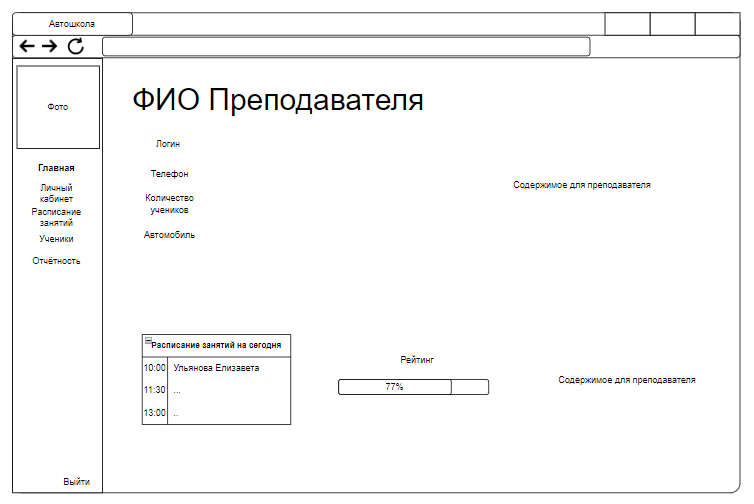 Автошкола
Фото
Главная
Личный
кабинет
Расписание
занятий
Ученики
Отчётность
Выйти
ФИО Преподавателя
Логин
Телефон
Количество
учеников
Автомобиль
Содержимое для преподавателя
Расписание занятий на сегодня
10:00 Ульянова Елизавета
11:30 ...
13:00 ..
Рейтинг
77%
Содержимое для преподавателя